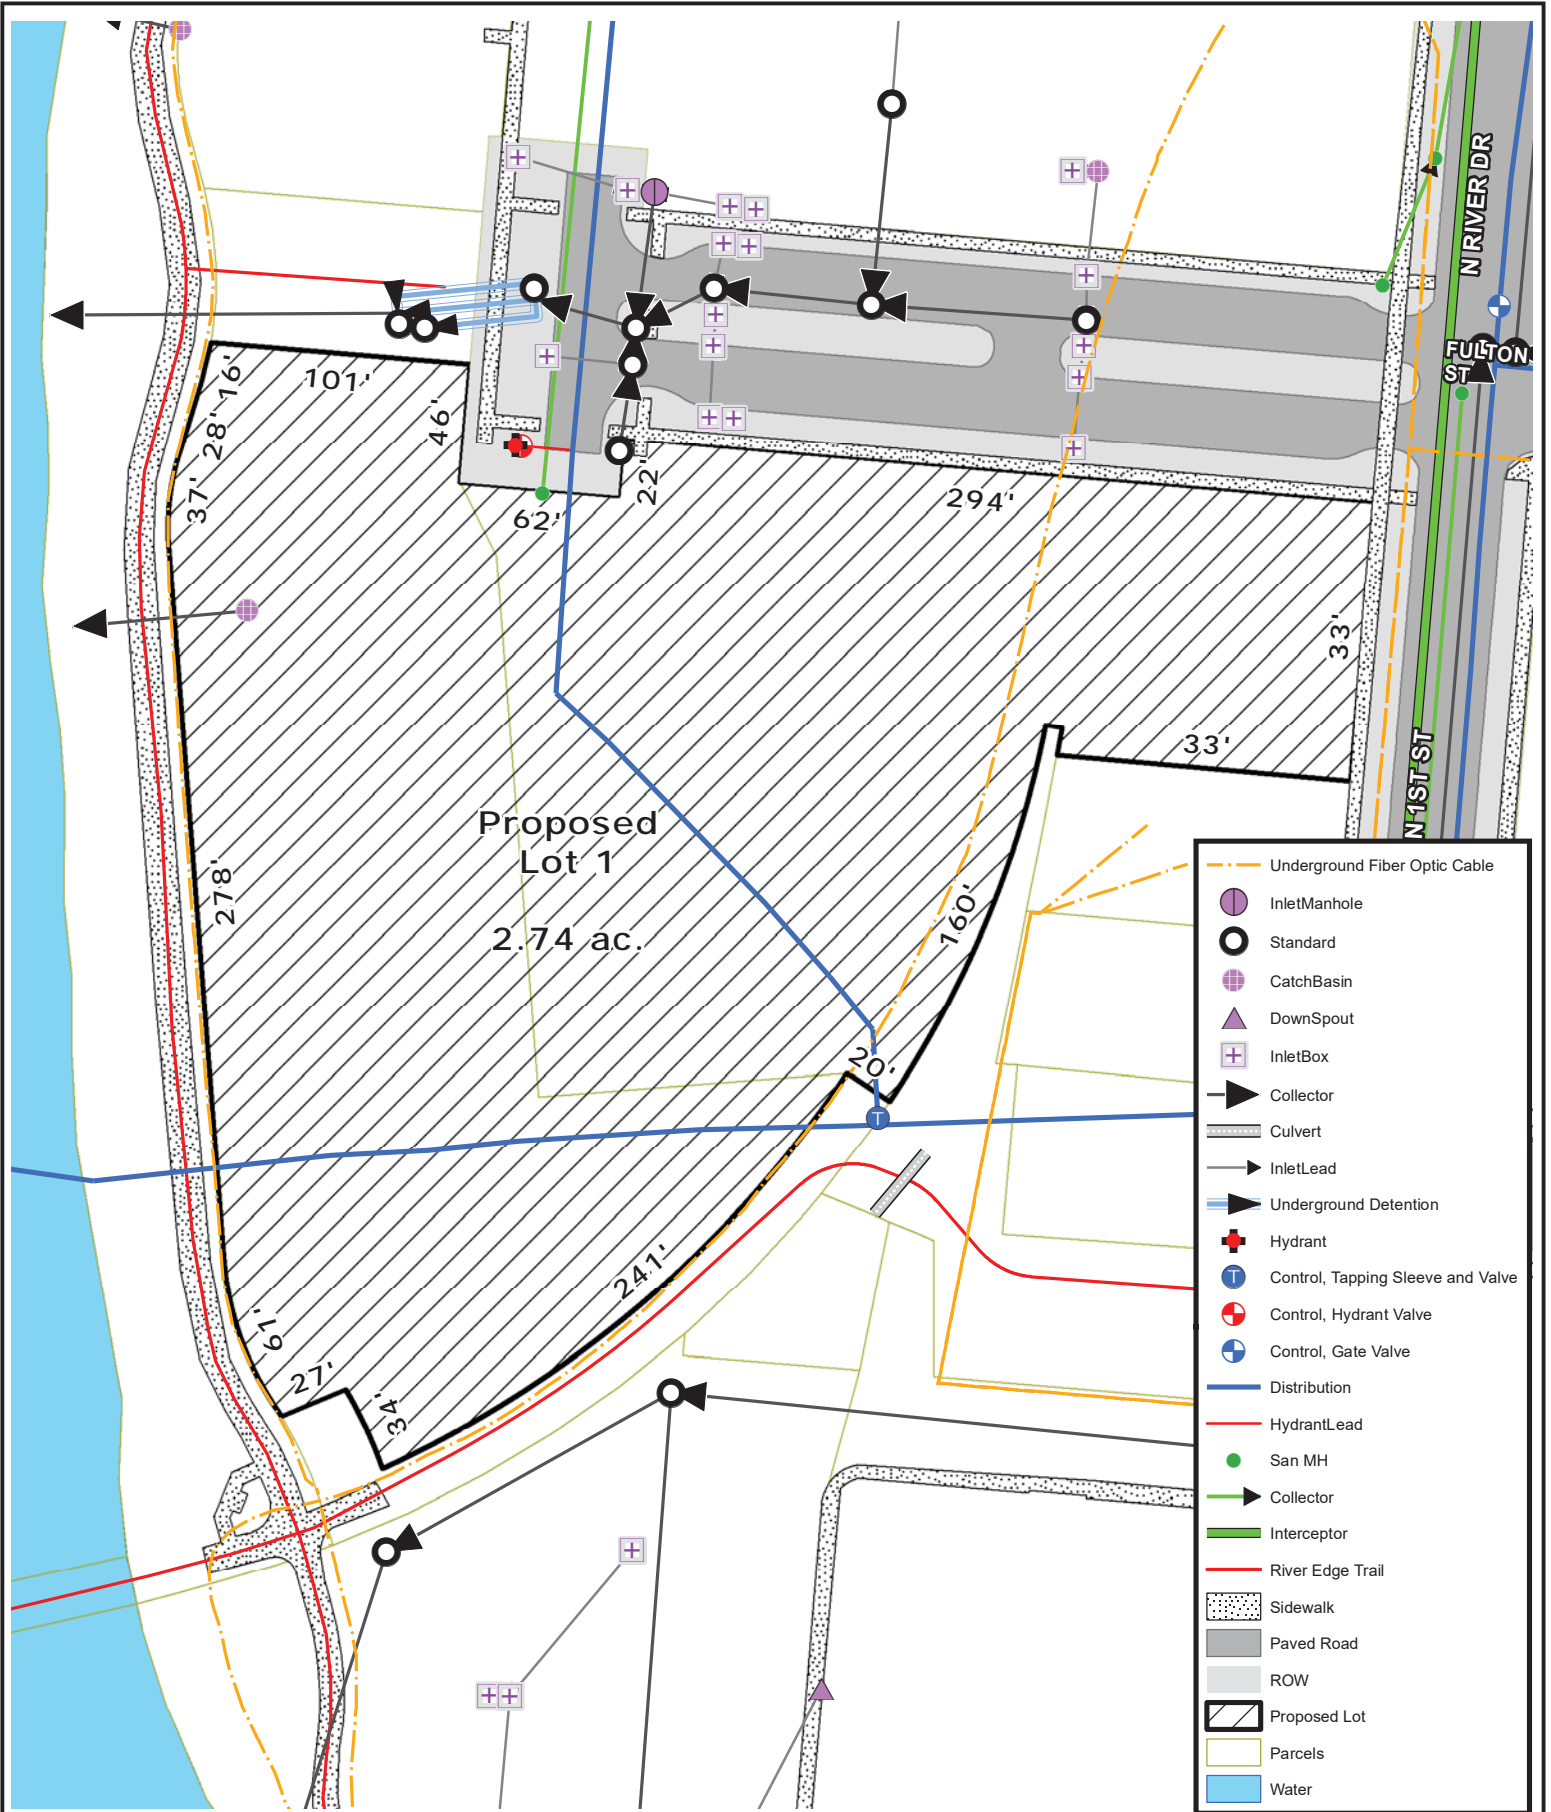 N RIVER DR
FULTON
ST
N 1ST ST
101'
16'
28'
37'
46'
22'
62'
294'
33'
33'
Proposed
Lot 1
2.74 ac.
278'
160'
20'
241'
61'
27'
34'
T
Underground Fiber Optic Cable
InletManhole
Standard
CatchBasin
DownSpout
InletBox
Collector
Culvert
InletLead
Underground Detention
Hydrant
T Control, Tapping Sleeve and Valve
Control, Hydrant Valve
Control, Gate Valve
Distribution
HydrantLead
San MH
Collector
Interceptor
River Edge Trail
Sidewalk
Paved Road
ROW
Proposed Lot
Parcels
Water